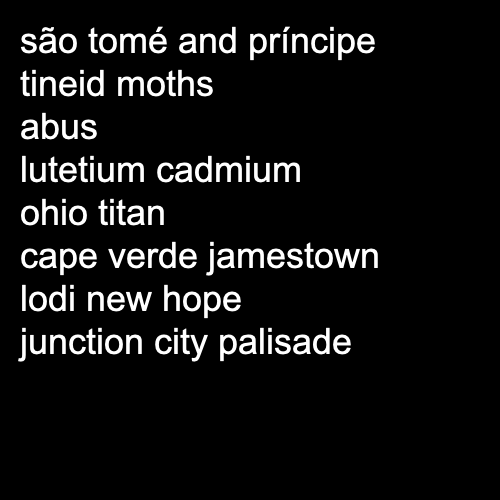 são tomé and príncipe
tineid moths
abus
lutetium cadmium
ohio titan
cape verde jamestown
lodi new hope
junction city palisade